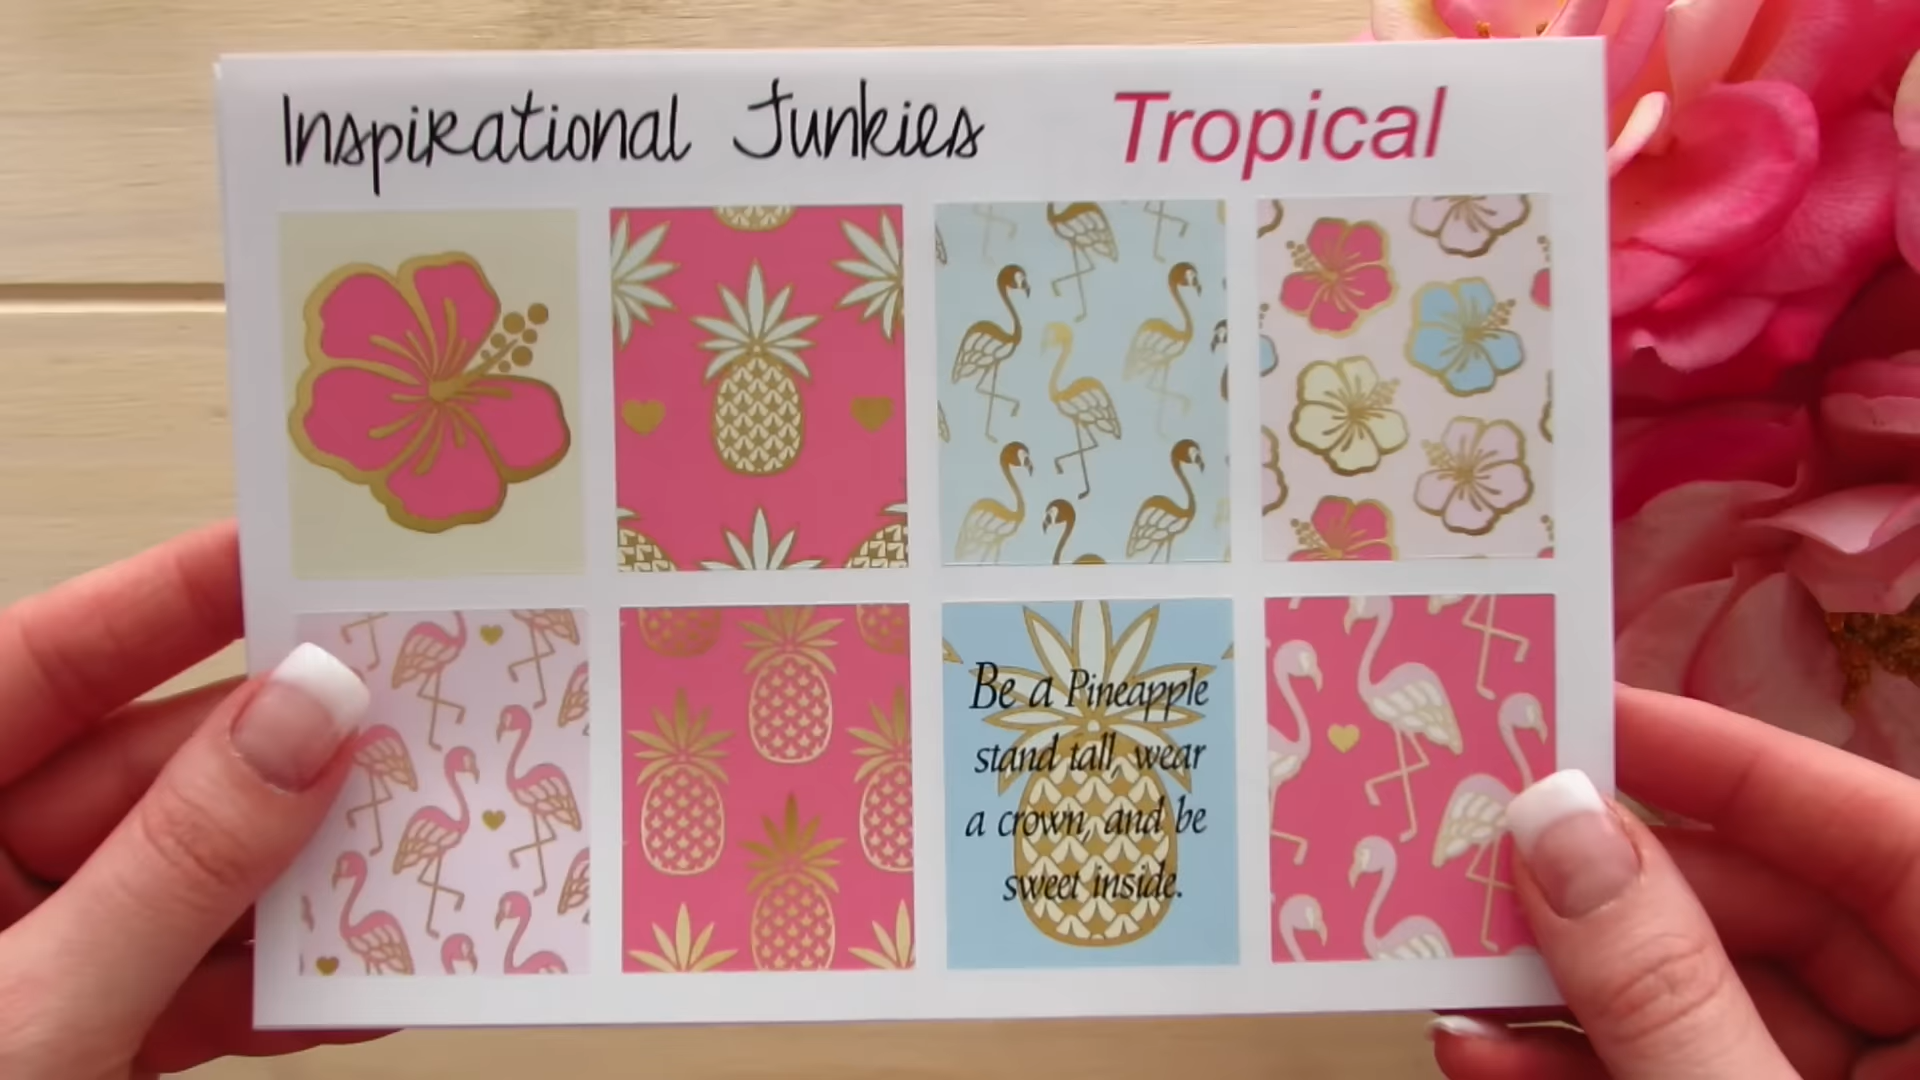 Inspirational Junkies Tropical
Be a Pineapple
stand tall, wear
a crown, and be
sweet inside.